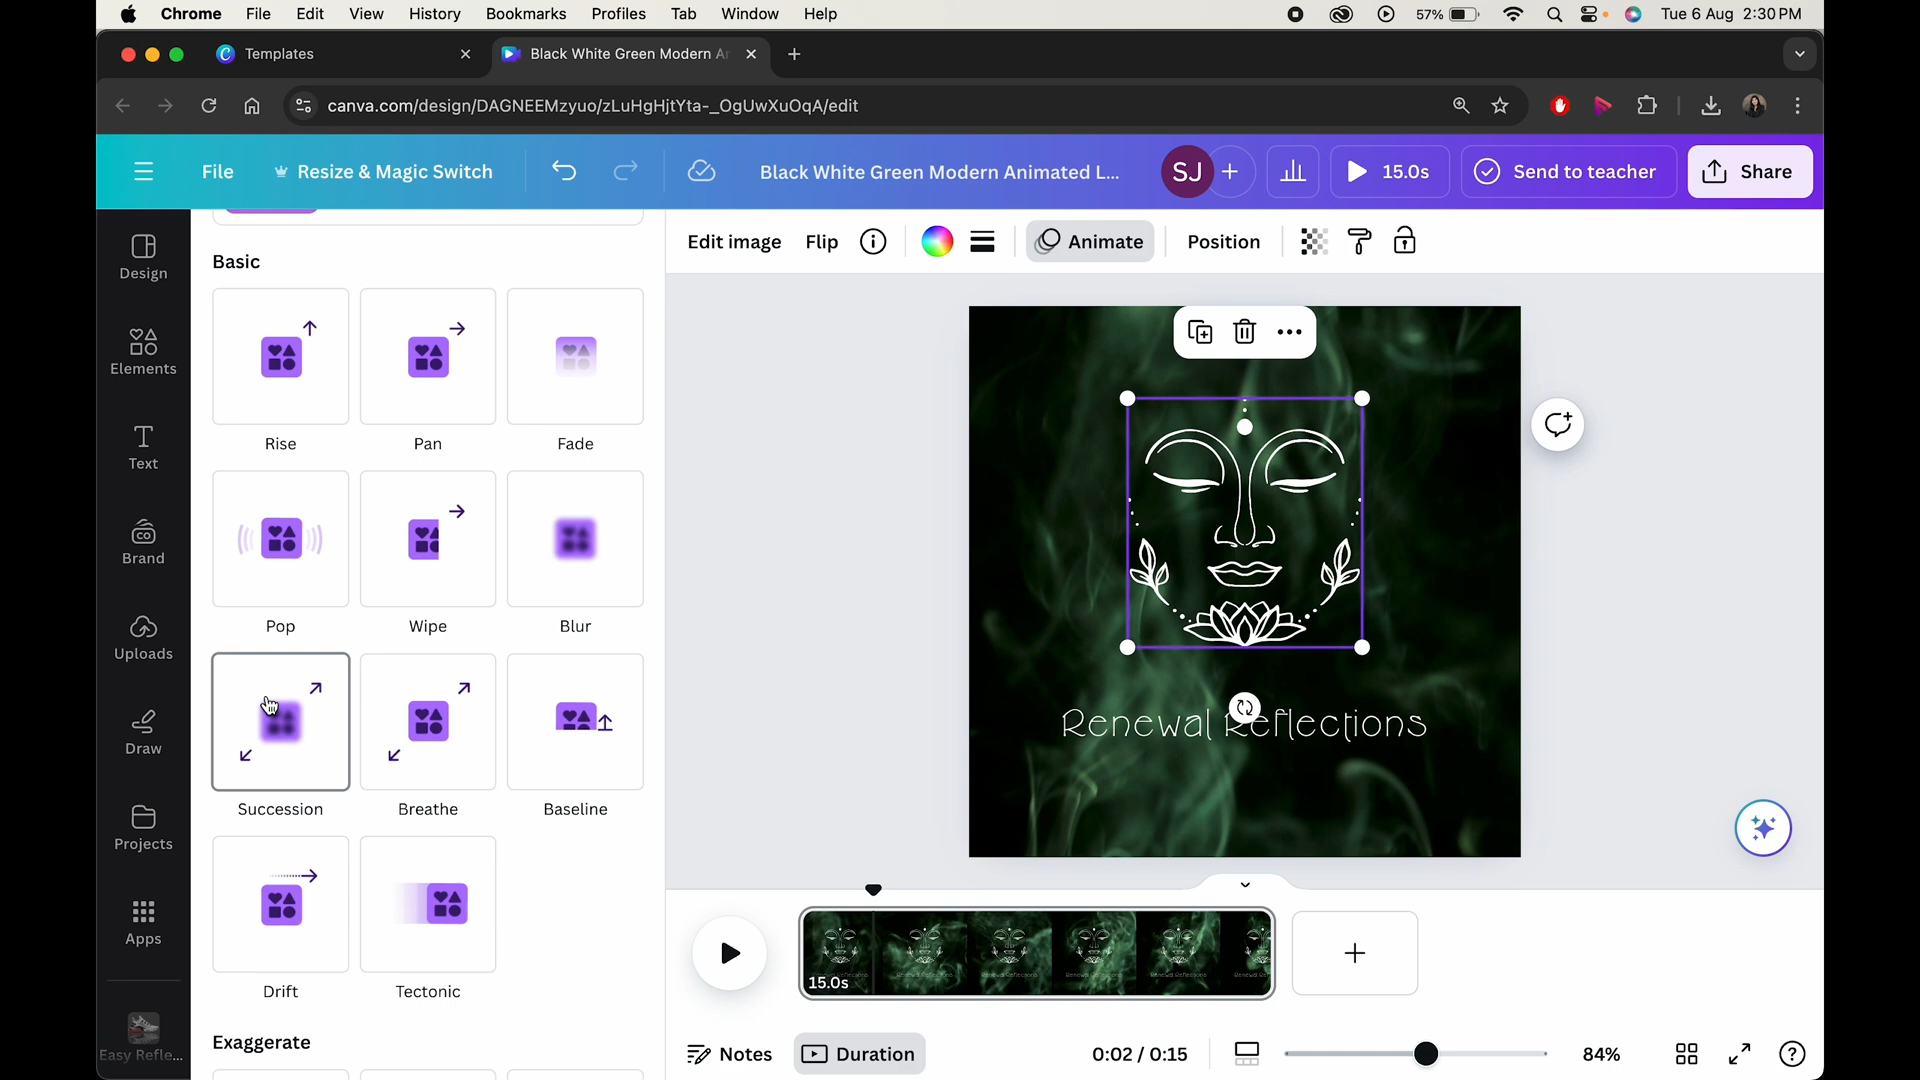 Chrome File Edit View History Bookmarks Profiles Tab Window Help 57% Tue 6 Aug 2:30 PM
Templates Black White Green Modern
canva.com/design/DAGNEEMzyuo/zLuHgHjtYta-_OgUwXuOqA/edit
File Resize & Magic Switch Black White Green Modern Animated L... SJ 15.0s Send to teacher Share
Edit image Flip Animate Position
Design
Elements
Text
Brand
Uploads
Draw
Projects
Apps
Easy Refle...
Basic
Rise Pan Fade
Pop Wipe Blur
Succession Breathe Baseline
Drift Tectonic
Exaggerate
Renewal Reflections
15.0s
Notes Duration 0:02 / 0:15 84%